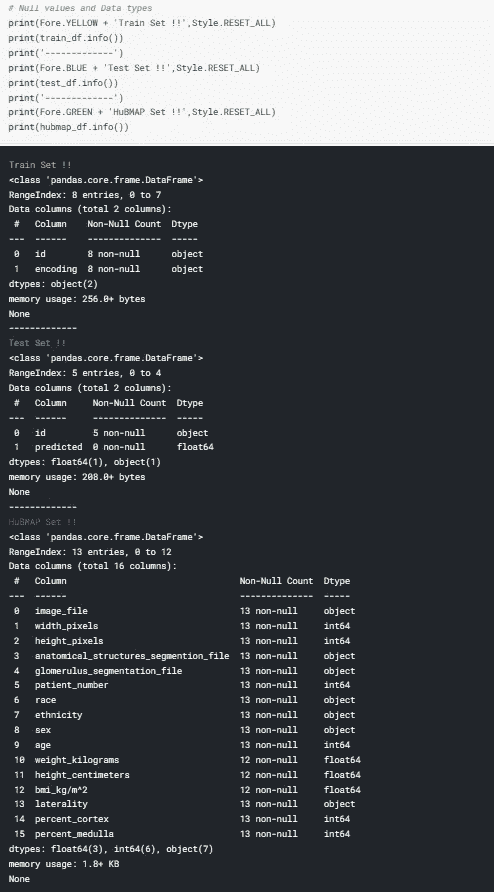 # Null values and Data types
print(Fore.YELLOW + 'Train Set !!',Style.RESET_ALL)
print(train_df.info())
print('-------------')
print(Fore.BLUE + 'Test Set !!',Style.RESET_ALL)
print(test_df.info())
print('-------------')
print(Fore.GREEN + 'HuBMAP Set !!',Style.RESET_ALL)
print(hubmap_df.info())
Train Set !!
<class 'pandas.core.frame.DataFrame'>
RangeIndex: 8 entries, 0 to 7
Data columns (total 2 columns):
 #   Column    Non-Null Count  Dtype
---  ------    --------------  -----
 0   id        8 non-null      object
 1   encoding  8 non-null      object
dtypes: object(2)
memory usage: 256.0+ bytes
None
-------------
Test Set !!
<class 'pandas.core.frame.DataFrame'>
RangeIndex: 5 entries, 0 to 4
Data columns (total 2 columns):
 #   Column     Non-Null Count  Dtype
---  ------     --------------  -----
 0   id         5 non-null      object
 1   predicted  0 non-null      float64
dtypes: float64(1), object(1)
memory usage: 208.0+ bytes
None
-------------
HuBMAP Set !!
<class 'pandas.core.frame.DataFrame'>
RangeIndex: 13 entries, 0 to 12
Data columns (total 16 columns):
 #   Column                              Non-Null Count  Dtype
---  ------                              --------------  -----
 0   image_file                          13 non-null     object
 1   width_pixels                        13 non-null     int64
 2   height_pixels                       13 non-null     int64
 3   anatomical_structures_segmention_file  13 non-null     object
 4   glomerulus_segmentation_file        13 non-null     object
 5   patient_number                      13 non-null     int64
 6   race                                13 non-null     object
 7   ethnicity                           13 non-null     object
 8   sex                                 13 non-null     object
 9   age                                 13 non-null     int64
 10  weight_kilograms                    12 non-null     float64
 11  height_centimeters                  12 non-null     float64
 12  bmi_kg/m^2                          12 non-null     float64
 13  laterality                          13 non-null     object
 14  percent_cortex                      13 non-null     int64
 15  percent_medulla                     13 non-null     int64
dtypes: float64(3), int64(6), object(7)
memory usage: 1.8+ KB
None